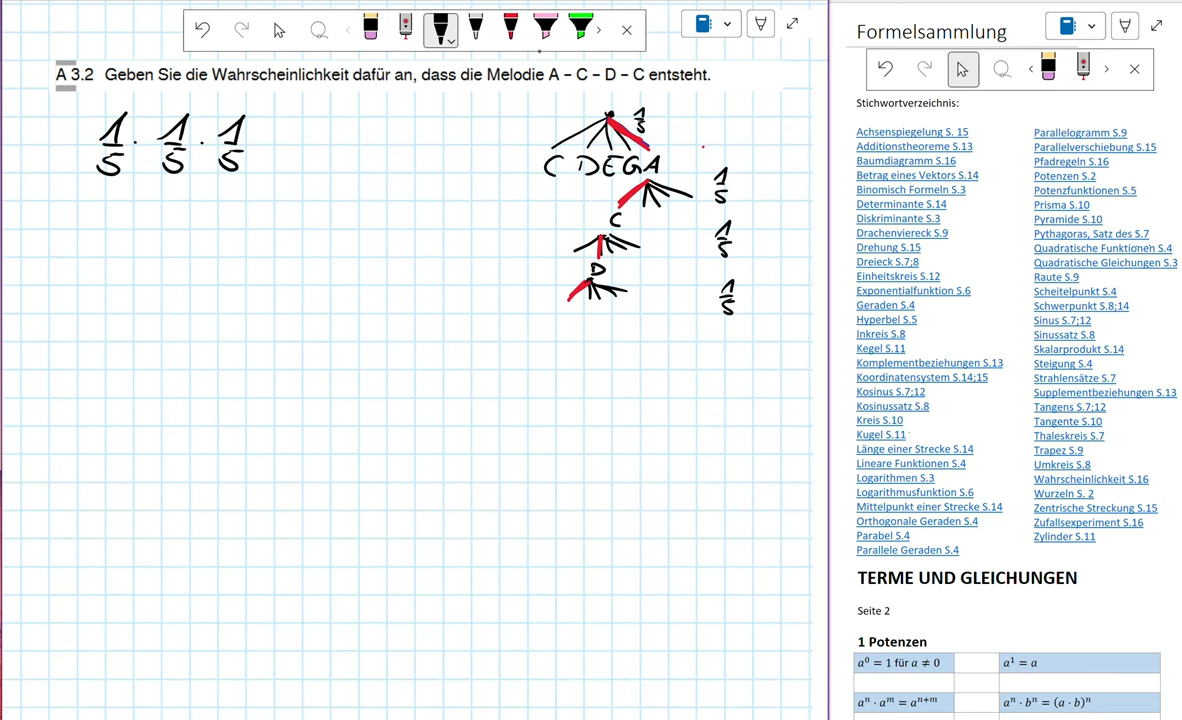 A 3.2 Geben Sie die Wahrscheinlichkeit dafür an, dass die Melodie A – C – D – C entsteht.
1/5 · 1/5 · 1/5
1/5
C D E G A
1/5
C
1/5
D
1/5
Formelsammlung
Stichwortverzeichnis:
Achsenspiegelung S. 15
Additionstheoreme S.13
Baumdiagramm S.16
Betrag eines Vektors S.14
Binomisch Formeln S.3
Determinante S.14
Diskriminante S.3
Drachenviereck S.9
Drehung S.15
Dreieck S.7;8
Einheitskreis S.12
Exponentialfunktion S.6
Geraden S.4
Hyperbel S.5
Inkreis S.8
Kegel S.11
Komplementbeziehungen S.13
Koordinatensystem S.14;15
Kosinus S.7;12
Kosinussatz S.8
Kreis S.10
Kugel S.11
Länge einer Strecke S.14
Lineare Funktionen S.4
Logarithmen S.3
Logarithmusfunktion S.6
Mittelpunkt einer Strecke S.14
Orthogonale Geraden S.4
Parabel S.4
Parallele Geraden S.4
Parallelogramm S.9
Parallelverschiebung S.15
Pfadregeln S.16
Potenzen S.2
Potenzfunktionen S.5
Prisma S.10
Pyramide S.10
Pythagoras, Satz des S.7
Quadratische Funktionen S.4
Quadratische Gleichungen S.3
Raute S.9
Scheitelpunkt S.4
Schwerpunkt S.8;14
Sinus S.7;12
Sinussatz S.8
Skalarprodukt S.14
Steigung S.4
Strahlensätze S.7
Supplementbeziehungen S.13
Tangens S.7;12
Tangente S.10
Thaleskreis S.7
Trapez S.9
Umkreis S.8
Wahrscheinlichkeit S.16
Wurzeln S. 2
Zentrische Streckung S.15
Zufallsexperiment S.16
Zylinder S.11
TERME UND GLEICHUNGEN
Seite 2
1 Potenzen
a⁰ = 1 für a ≠ 0
a¹ = a
aⁿ · aᵐ = aⁿ⁺ᵐ
aⁿ · bⁿ = (a · b)ⁿ